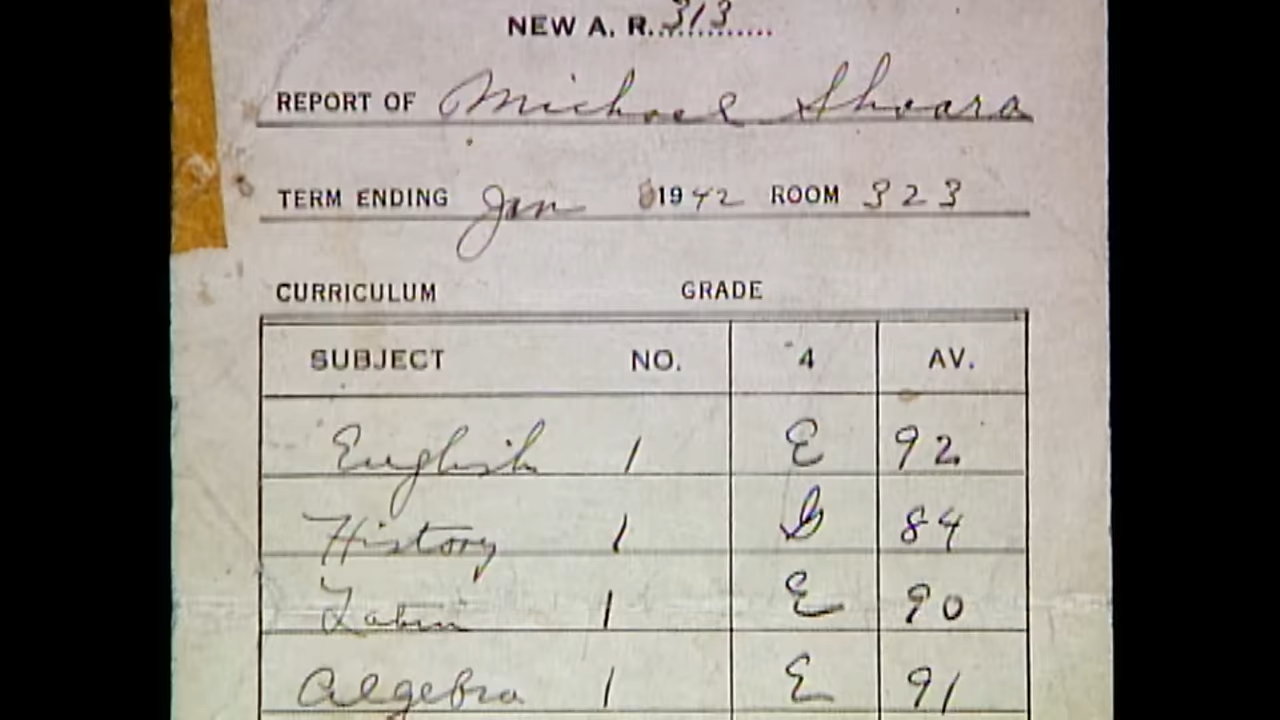 NEW A. R. 313
REPORT OF Michael Shaara
TERM ENDING Jan 1942 ROOM 323
CURRICULUM GRADE
SUBJECT NO. 4 AV.
English 1 E 92
History 1 G 84
Latin 1 E 90
Algebra 1 E 91